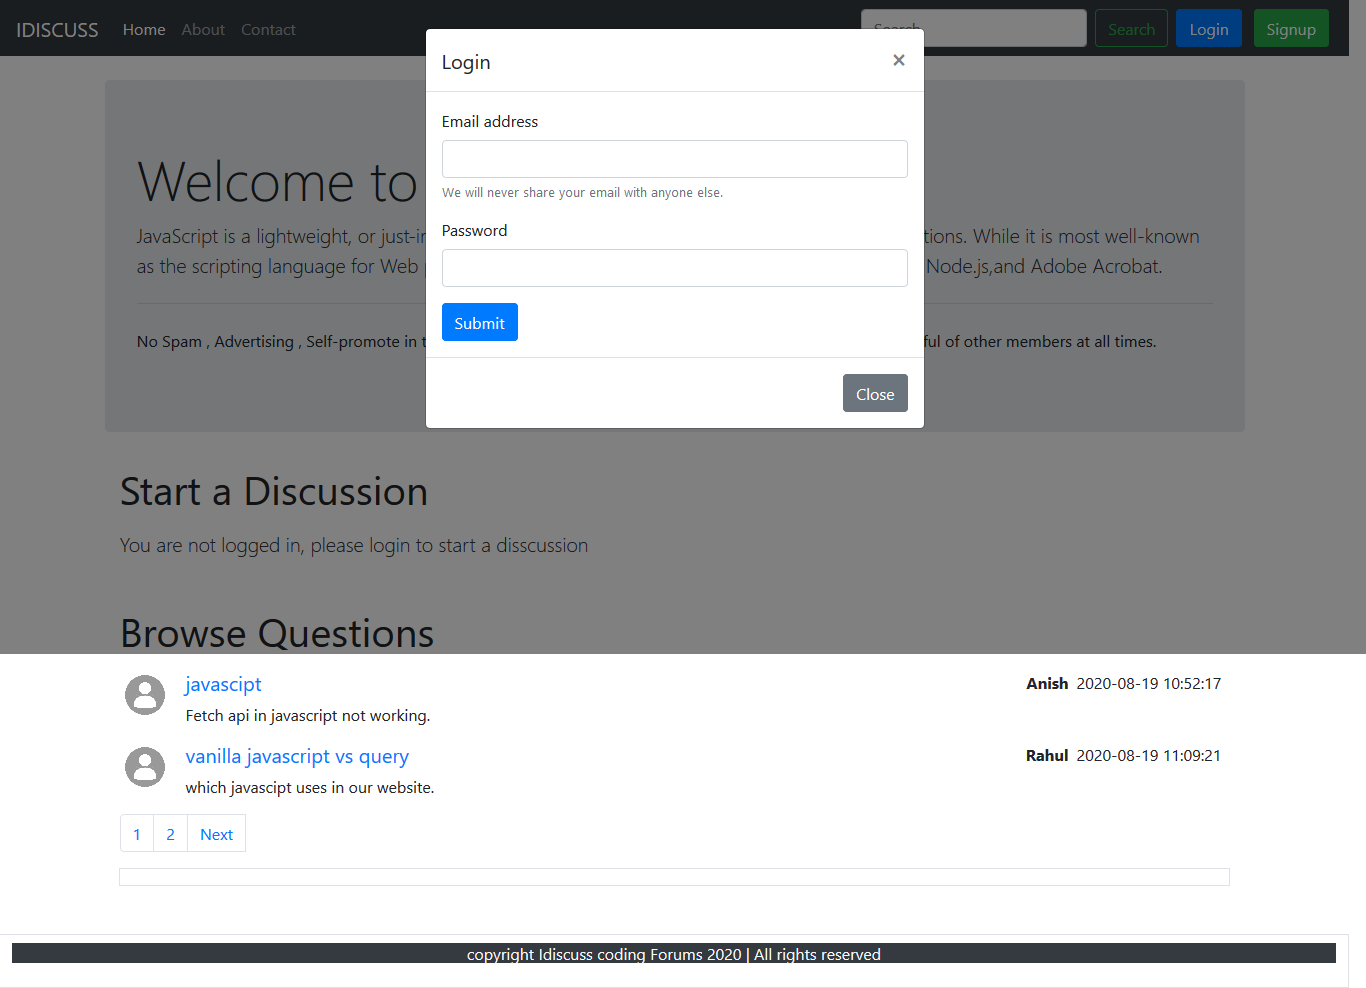 IDISCUSS Home About Contact Search Search Login Signup
Login ×
Email address
We will never share your email with anyone else.
Password
Submit
Close
Welcome to
JavaScript is a lightweight, or just-i tions. While it is most well-known
as the scripting language for Web Node.js,and Adobe Acrobat.
No Spam , Advertising , Self-promote in t ful of other members at all times.
Start a Discussion
You are not logged in, please login to start a disscussion
Browse Questions
javascipt Anish 2020-08-19 10:52:17
Fetch api in javascript not working.
vanilla javascript vs query Rahul 2020-08-19 11:09:21
which javascipt uses in our website.
1 2 Next
copyright Idiscuss coding Forums 2020 | All rights reserved